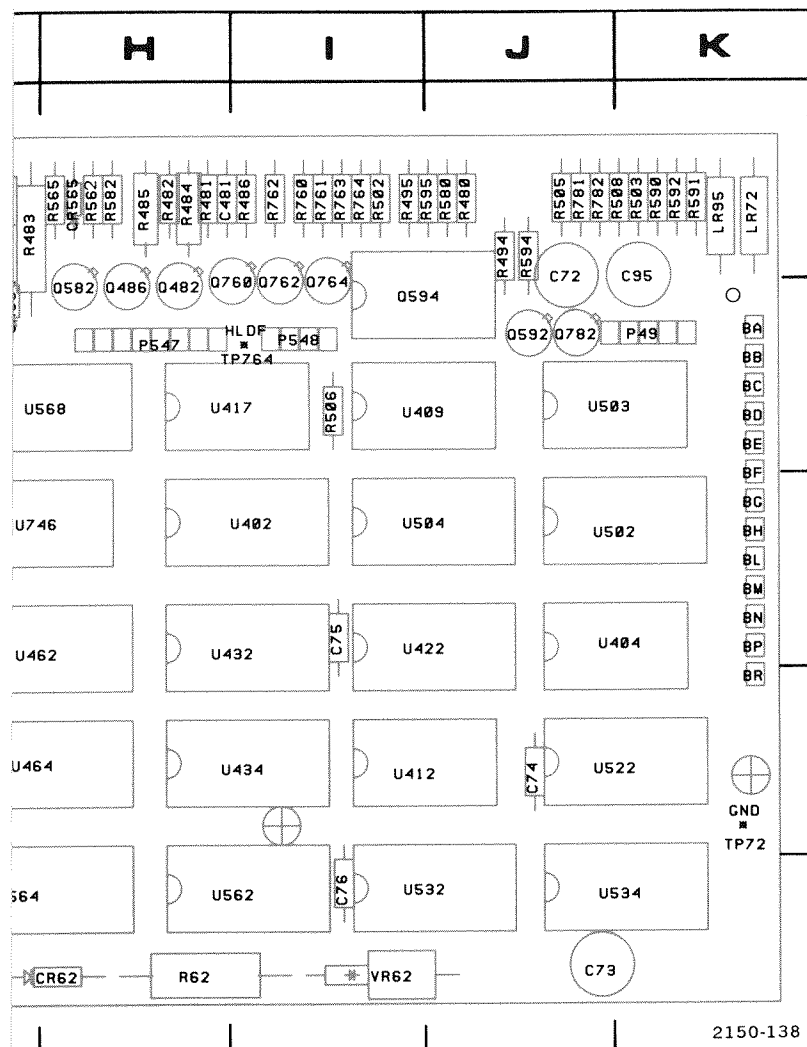 H I J K
R483 R565 CR565 R562 R582 R485 R482 R484 R481 C481 R486 R762 R760 R761 R763 R764 R502 R495 R595 R580 R480 R505 R781 R782 R508 R503 R590 R592 R591 LR95 LR72
R494 R594
Q582 Q486 Q482 Q760 Q762 Q764 Q594 C72 C95
Q592 Q782 P49 BA
HLDF
P547 P548
TP764
BB
BC
U568 U417 R506 U409 U503
BD
BE
BF
BG
U746 U402 U504 U502
BH
BL
BM
BN
U462 U432 C75 U422 U404
BP
BR
U464 U434 U412 C74 U522
GND
TP72
564 U562 C76 U532 U534
CR62 R62 VR62 C73
2150-138